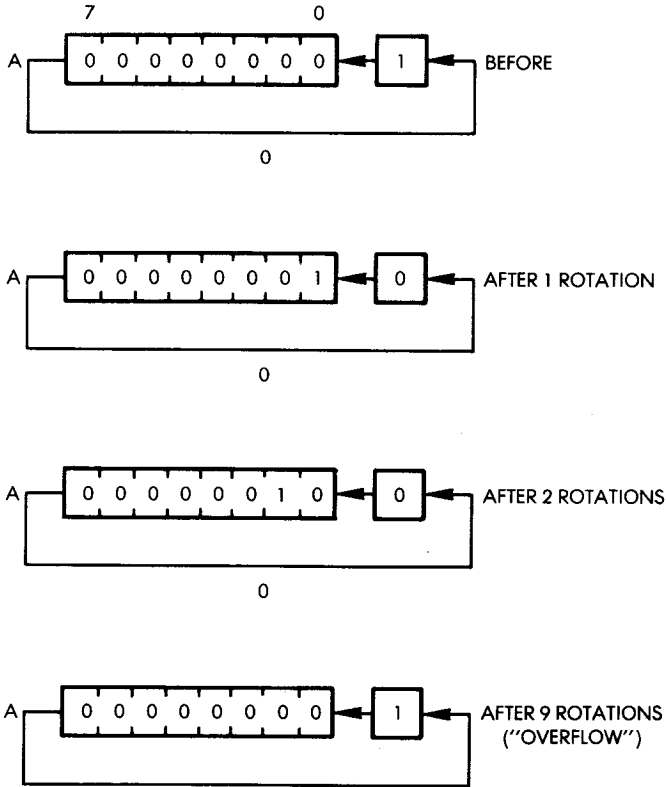 7 0
A 0 0 0 0 0 0 0 0 1 BEFORE
0
A 0 0 0 0 0 0 0 1 0 AFTER 1 ROTATION
0
A 0 0 0 0 0 0 1 0 0 AFTER 2 ROTATIONS
0
A 0 0 0 0 0 0 0 0 1 AFTER 9 ROTATIONS
("OVERFLOW")